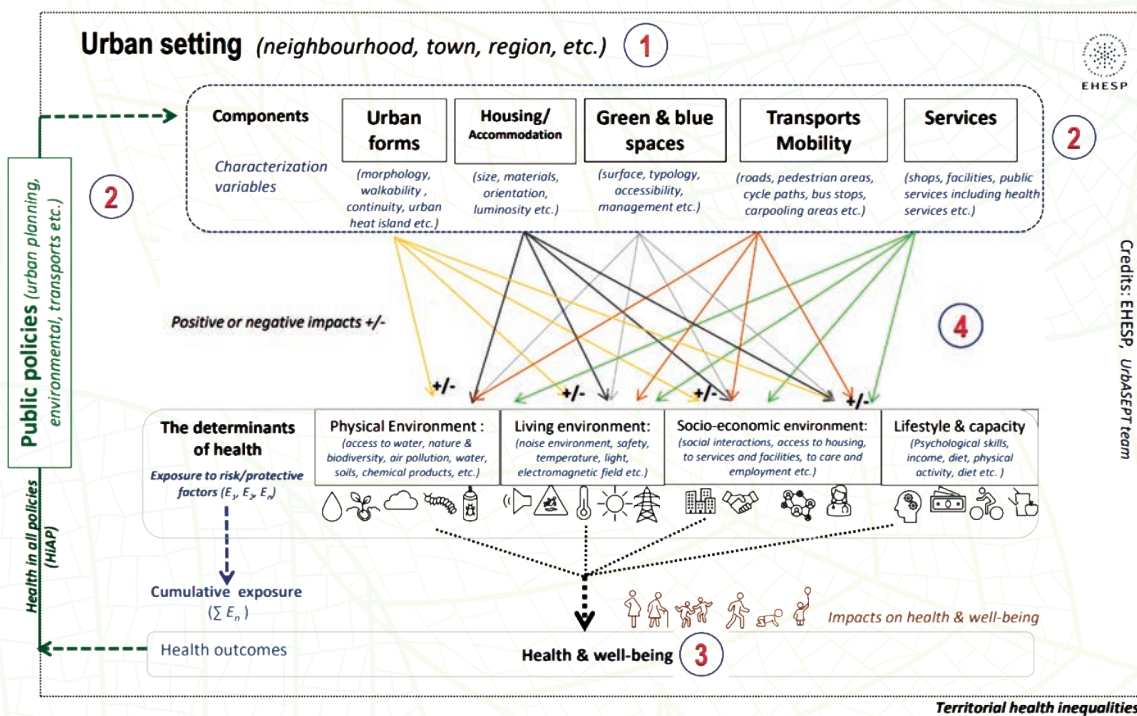 Urban setting (neighbourhood, town, region, etc.) 1
EHESP
Components
Characterization
variables
Urban
forms
(morphology,
walkability ,
continuity, urban
heat island etc.)
Housing/
Accommodation
(size, materials,
orientation,
luminosity etc.)
Green & blue
spaces
(surface, typology,
accessibility,
management etc.)
Transports
Mobility
(roads, pedestrian areas,
cycle paths, bus stops,
carpooling areas etc.)
Services
(shops, facilities, public
services including health
services etc.)
2
2
Public policies (urban planning,
environmental, transports etc.)
Health in all policies
(HiAP)
Positive or negative impacts +/-
4
+/-
+/-
+/-
+/-
The determinants
of health
Exposure to risk/protective
factors (E1, E2, En)
Physical Environment :
(access to water, nature &
biodiversity, air pollution, water,
soils, chemical products, etc.)
Living environment:
(noise environment, safety,
temperature, light,
electromagnetic field etc.)
Socio-economic environment:
(social interactions, access to housing,
to services and facilities, to care and
employment etc.)
Lifestyle & capacity
(Psychological skills,
income, diet, physical
activity, diet etc. )
Cumulative exposure
(∑ En )
Impacts on health & well-being
Health outcomes
Health & well-being 3
Credits: EHESP, UrbASEPT team
Territorial health inequalities